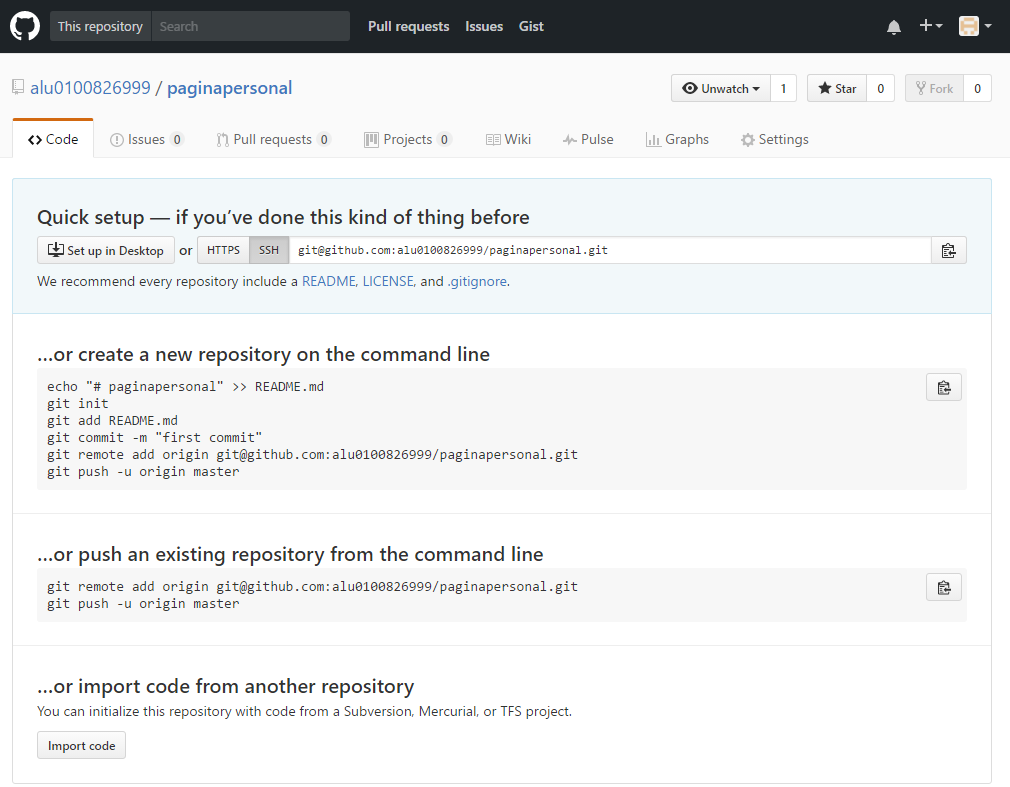 This repository Search Pull requests Issues Gist
alu0100826999 / paginapersonal Unwatch 1 Star 0 Fork 0
Code Issues 0 Pull requests 0 Projects 0 Wiki Pulse Graphs Settings
Quick setup — if you’ve done this kind of thing before
Set up in Desktop or HTTPS SSH git@github.com:alu0100826999/paginapersonal.git
We recommend every repository include a README, LICENSE, and .gitignore.
…or create a new repository on the command line
echo "# paginapersonal" >> README.md
git init
git add README.md
git commit -m "first commit"
git remote add origin git@github.com:alu0100826999/paginapersonal.git
git push -u origin master
…or push an existing repository from the command line
git remote add origin git@github.com:alu0100826999/paginapersonal.git
git push -u origin master
…or import code from another repository
You can initialize this repository with code from a Subversion, Mercurial, or TFS project.
Import code